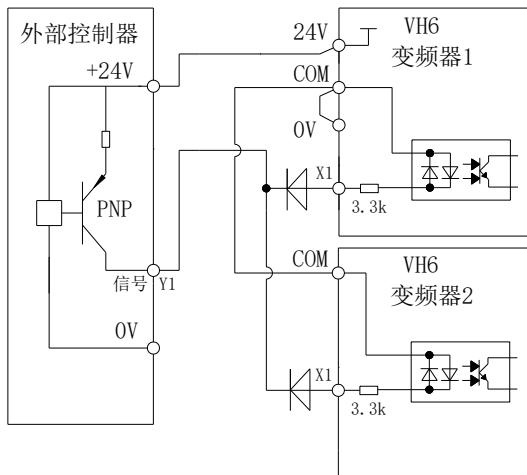 外部控制器
+24V
PNP
信号 Y1
0V
24V
VH6
变频器1
COM
0V
X1
3.3k
COM
VH6
变频器2
X1
3.3k